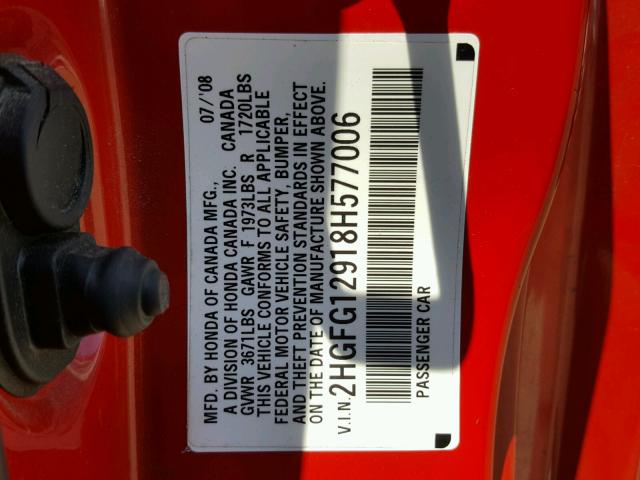 MFD. BY HONDA OF CANADA MFG., 07/'08
A DIVISION OF HONDA CANADA INC. CANADA
GVWR 3671LBS GAWR F 1973LBS R 1720LBS
THIS VEHICLE CONFORMS TO ALL APPLICABLE
FEDERAL MOTOR VEHICLE SAFETY, BUMPER,
AND THEFT PREVENTION STANDARDS IN EFFECT
ON THE DATE OF MANUFACTURE SHOWN ABOVE.
V.I.N. 2HGFG12918H577006
PASSENGER CAR